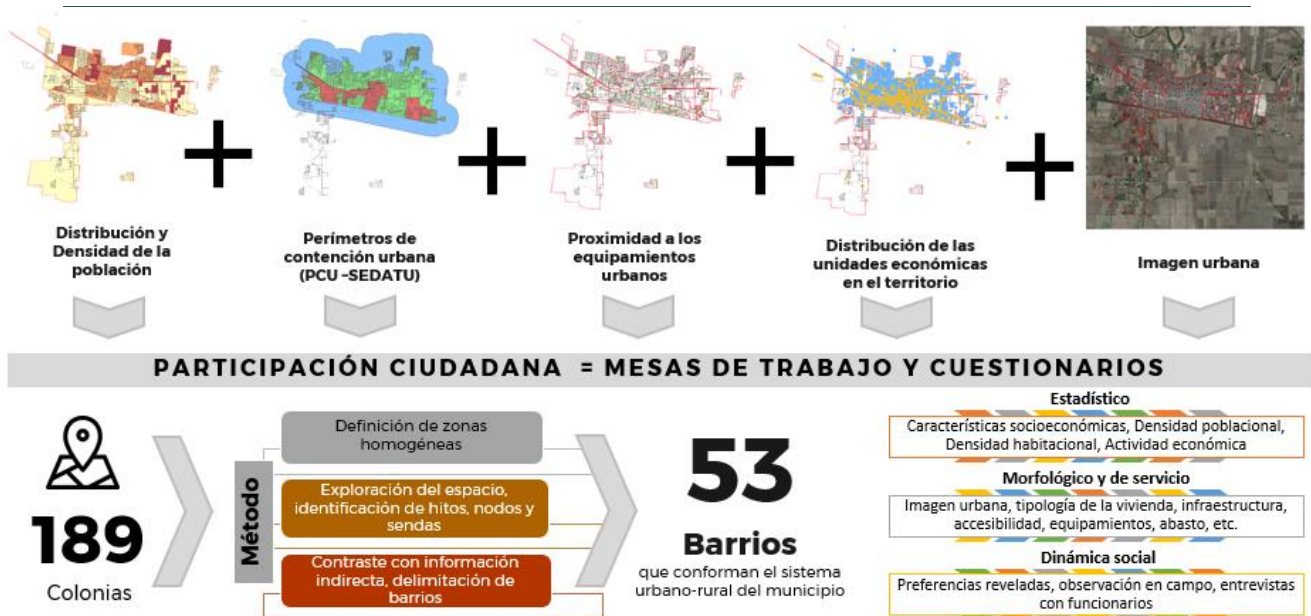 Distribución y
Densidad de la
población
Perímetros de
contención urbana
(PCU –SEDATU)
Proximidad a los
equipamientos
urbanos
Distribución de las
unidades económicas
en el territorio
Imagen urbana
PARTICIPACIÓN CIUDADANA = MESAS DE TRABAJO Y CUESTIONARIOS
189
Colonias
Método
Definición de zonas
homogéneas
Exploración del espacio,
identificación de hitos, nodos y
sendas
Contraste con información
indirecta, delimitación de
barrios
53
Barrios
que conforman el sistema
urbano-rural del municipio
Estadístico
Características socioeconómicas, Densidad poblacional,
Densidad habitacional, Actividad económica
Morfológico y de servicio
Imagen urbana, tipología de la vivienda, infraestructura,
accesibilidad, equipamientos, abasto, etc.
Dinámica social
Preferencias reveladas, observación en campo, entrevistas
con funcionarios